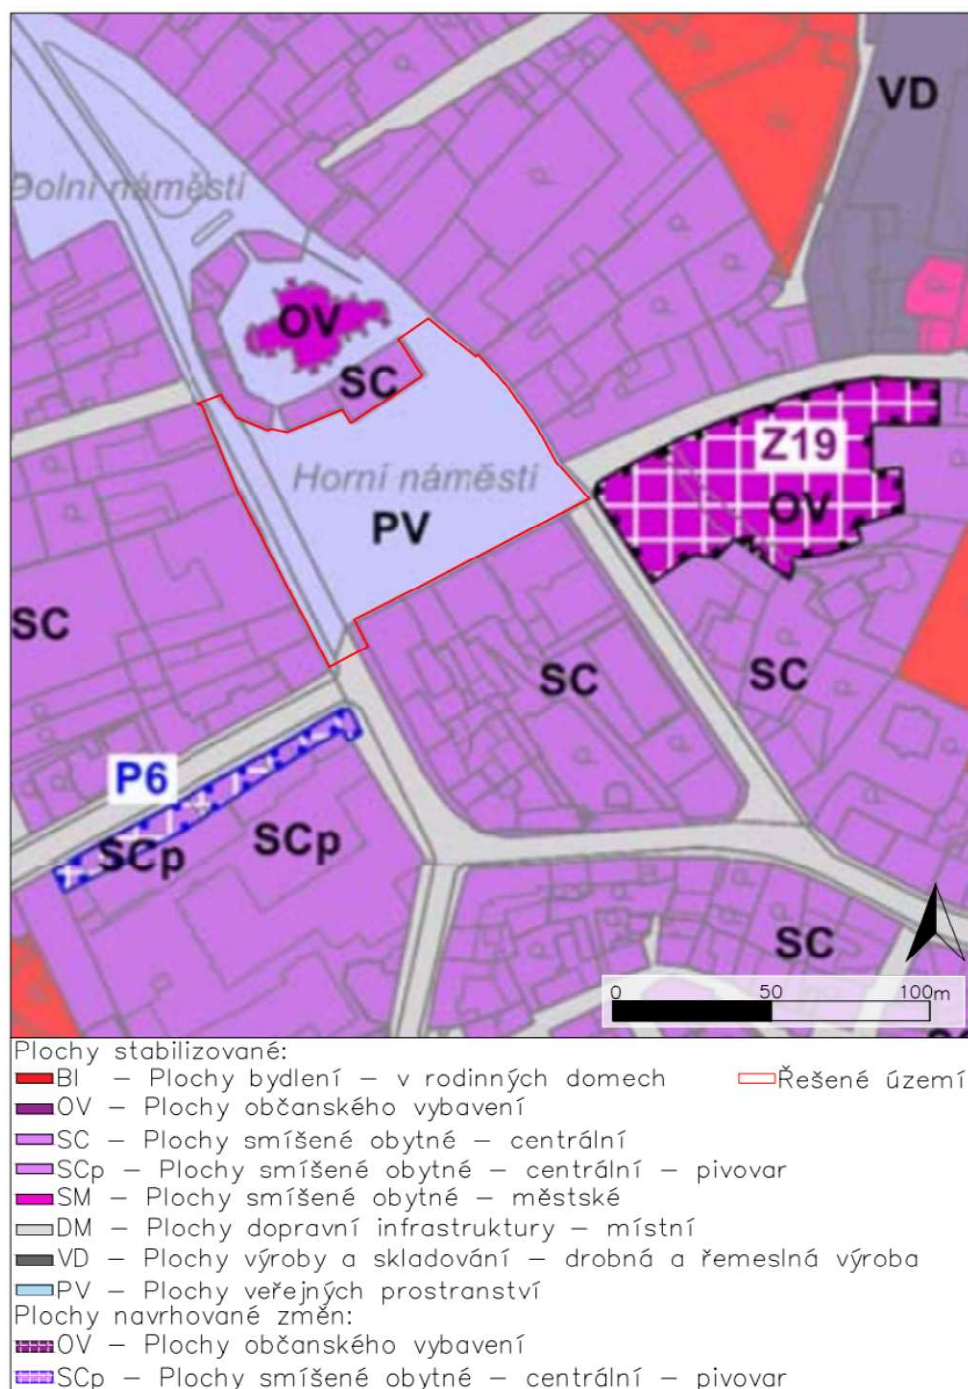 VD
Dolní náměstí
OV
SC
Z19
OV
Horní náměstí
PV
SC
SC
SC
P6
SCp
SCp
SC
0 50 100m
Plochy stabilizované:
BI – Plochy bydlení – v rodinných domech
Řešené území
OV – Plochy občanského vybavení
SC – Plochy smíšené obytné – centrální
SCp – Plochy smíšené obytné – centrální – pivovar
SM – Plochy smíšené obytné – městské
DM – Plochy dopravní infrastruktury – místní
VD – Plochy výroby a skladování – drobná a řemeslná výroba
PV – Plochy veřejných prostranství
Plochy navrhované změn:
OV – Plochy občanského vybavení
SCp – Plochy smíšené obytné – centrální – pivovar